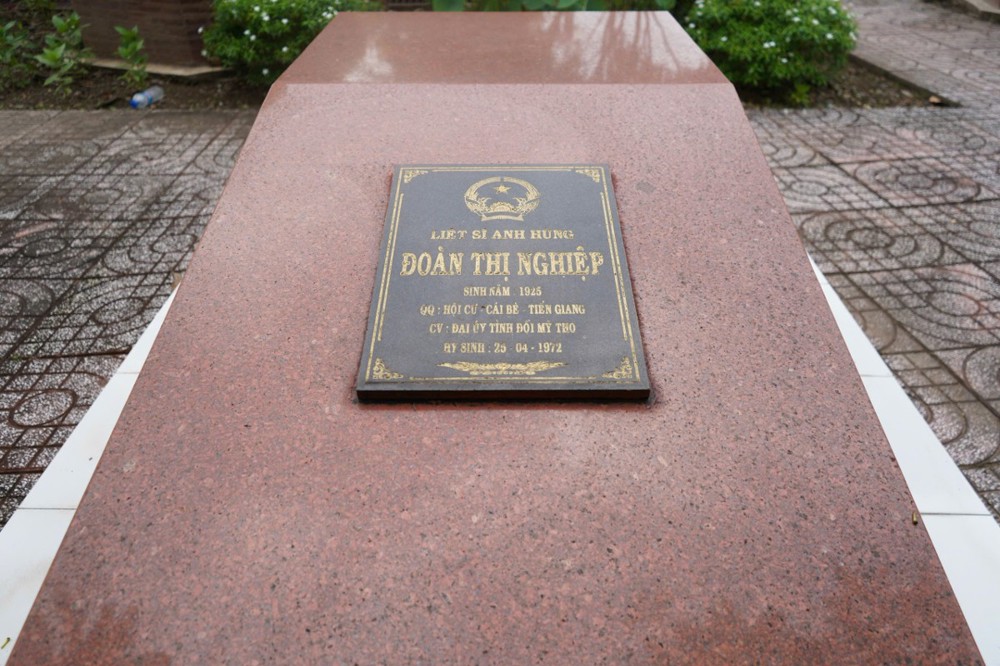 LIỆT SĨ ANH HÙNG
ĐOÀN THỊ NGHIỆP
SINH NĂM : 1925
QQ : HỘI CƯ - CÁI BÈ - TIỀN GIANG
CV : ĐẠI ÚY TỈNH ĐỘI MỸ THO
HY SINH : 25 - 04 - 1972